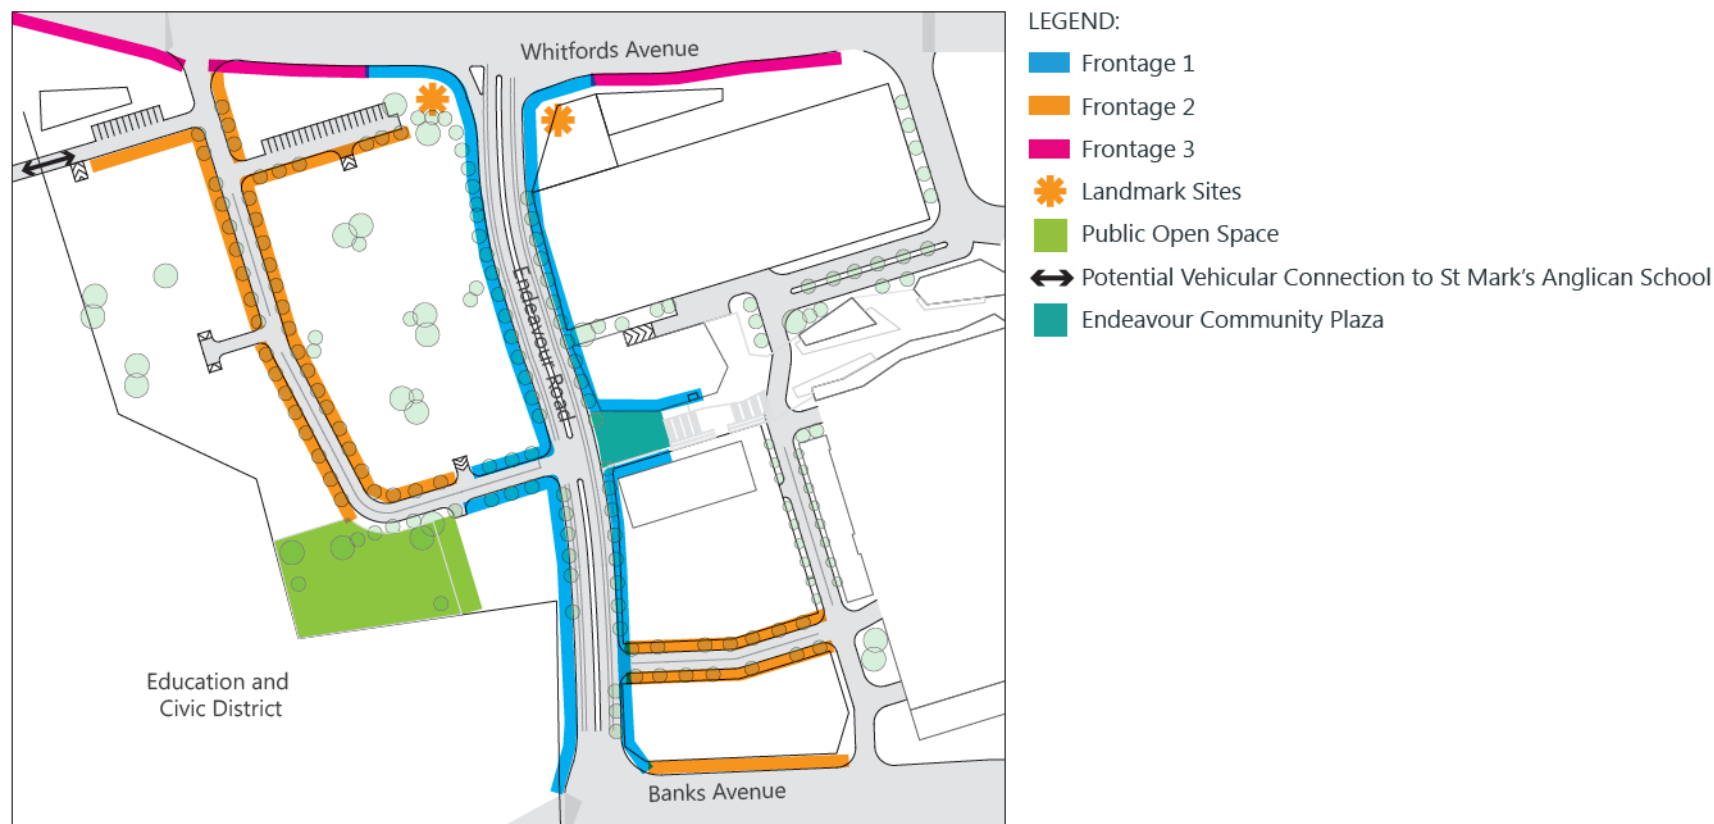 Whitfords Avenue
Endeavour Road
Education and
Civic District
Banks Avenue
LEGEND:
Frontage 1
Frontage 2
Frontage 3
Landmark Sites
Public Open Space
Potential Vehicular Connection to St Mark's Anglican School
Endeavour Community Plaza